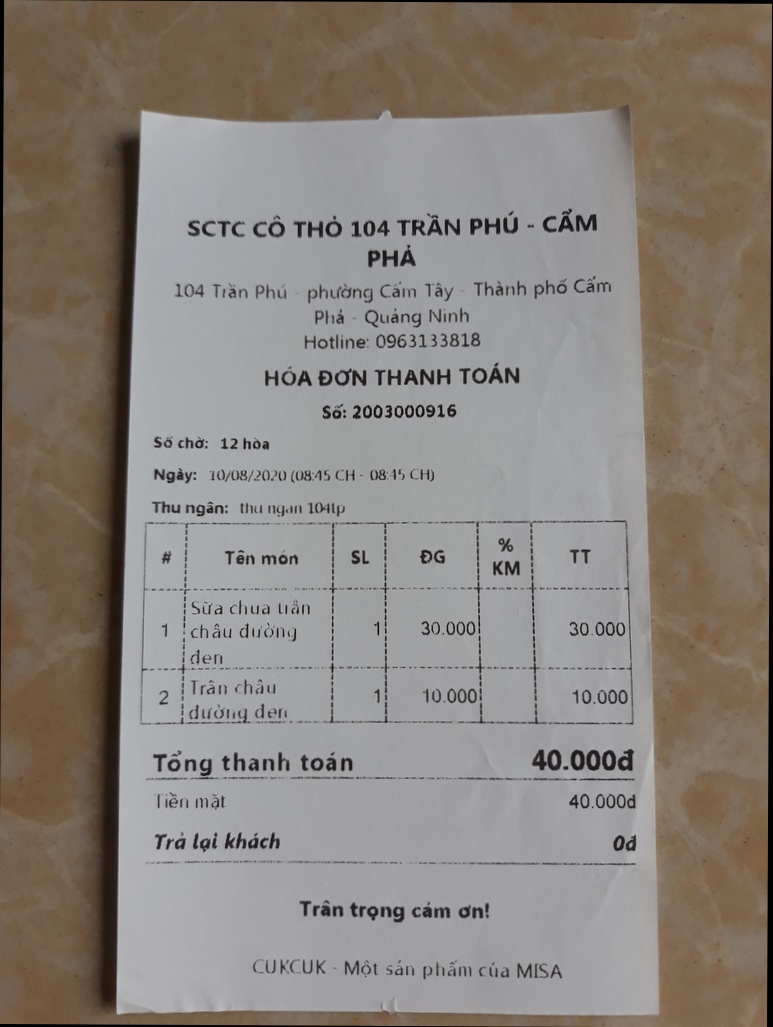 SCTC CÔ THỎ 104 TRẦN PHÚ - CẨM
PHẢ
104 Trần Phú - phường Cẩm Tây - Thành phố Cẩm
Phả - Quảng Ninh
Hotline: 0963133818
HÓA ĐƠN THANH TOÁN
Số: 2003000916
Số chờ: 12 hòa
Ngày: 10/08/2020 (08:45 CH - 08:45 CH)
Thu ngân: thu ngan 104tp
# Tên món SL ĐG % KM TT
1 Sữa chua trân 1 30.000 30.000
châu đường
đen
2 Trân châu 1 10.000 10.000
đường đen
Tổng thanh toán 40.000đ
Tiền mặt 40.000đ
Trả lại khách 0đ
Trân trọng cám ơn!
CUKCUK - Một sản phẩm của MISA